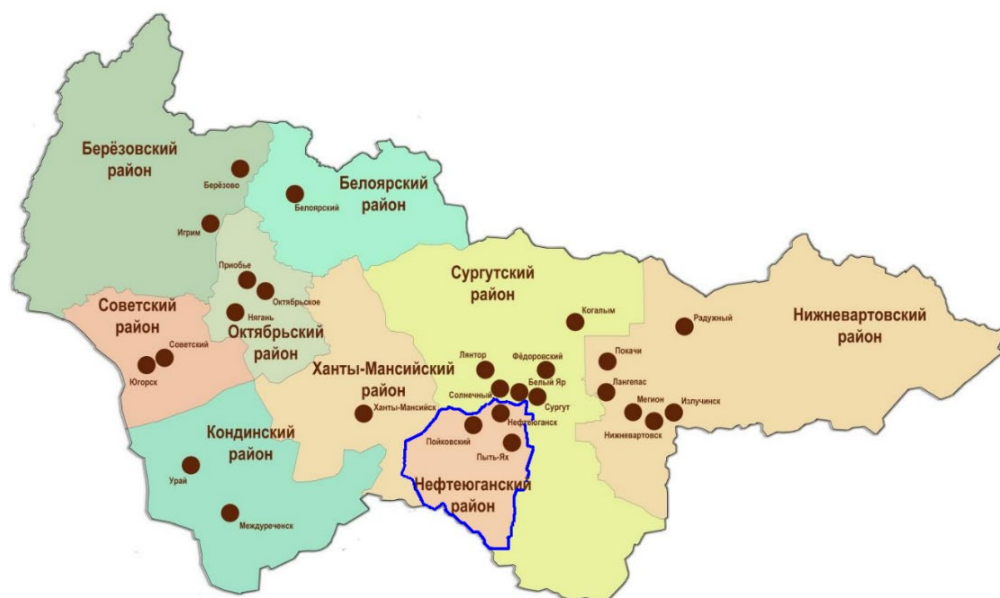 Берёзовский
район
Берёзово
Белоярский
район
Белоярский
Игрим
Приобье
Октябрьское
Нягань
Октябрьский
район
Советский
район
Советский
Югорск
Сургутский
район
Когалым
Лянтор
Фёдоровский
Солнечный
Белый Яр
Сургут
Нижневартовский
район
Радужный
Покачи
Лангепас
Мегион
Излучинск
Нижневартовск
Ханты-Мансийский
район
Ханты-Мансийск
Кондинский
район
Урай
Междуреченск
Нефтеюганск
Пойковский
Пыть-Ях
Нефтеюганский
район